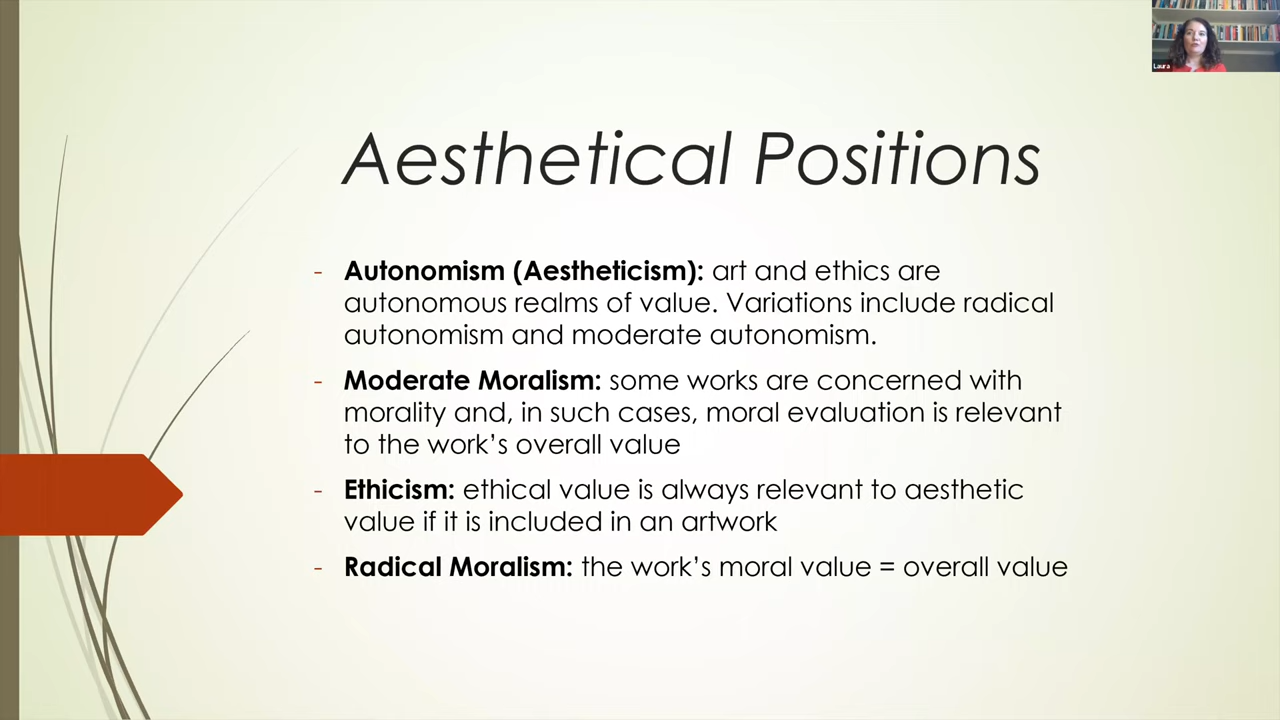 Laura
Aesthetical Positions
- Autonomism (Aestheticism): art and ethics are
autonomous realms of value. Variations include radical
autonomism and moderate autonomism.
- Moderate Moralism: some works are concerned with
morality and, in such cases, moral evaluation is relevant
to the work's overall value
- Ethicism: ethical value is always relevant to aesthetic
value if it is included in an artwork
- Radical Moralism: the work's moral value = overall value